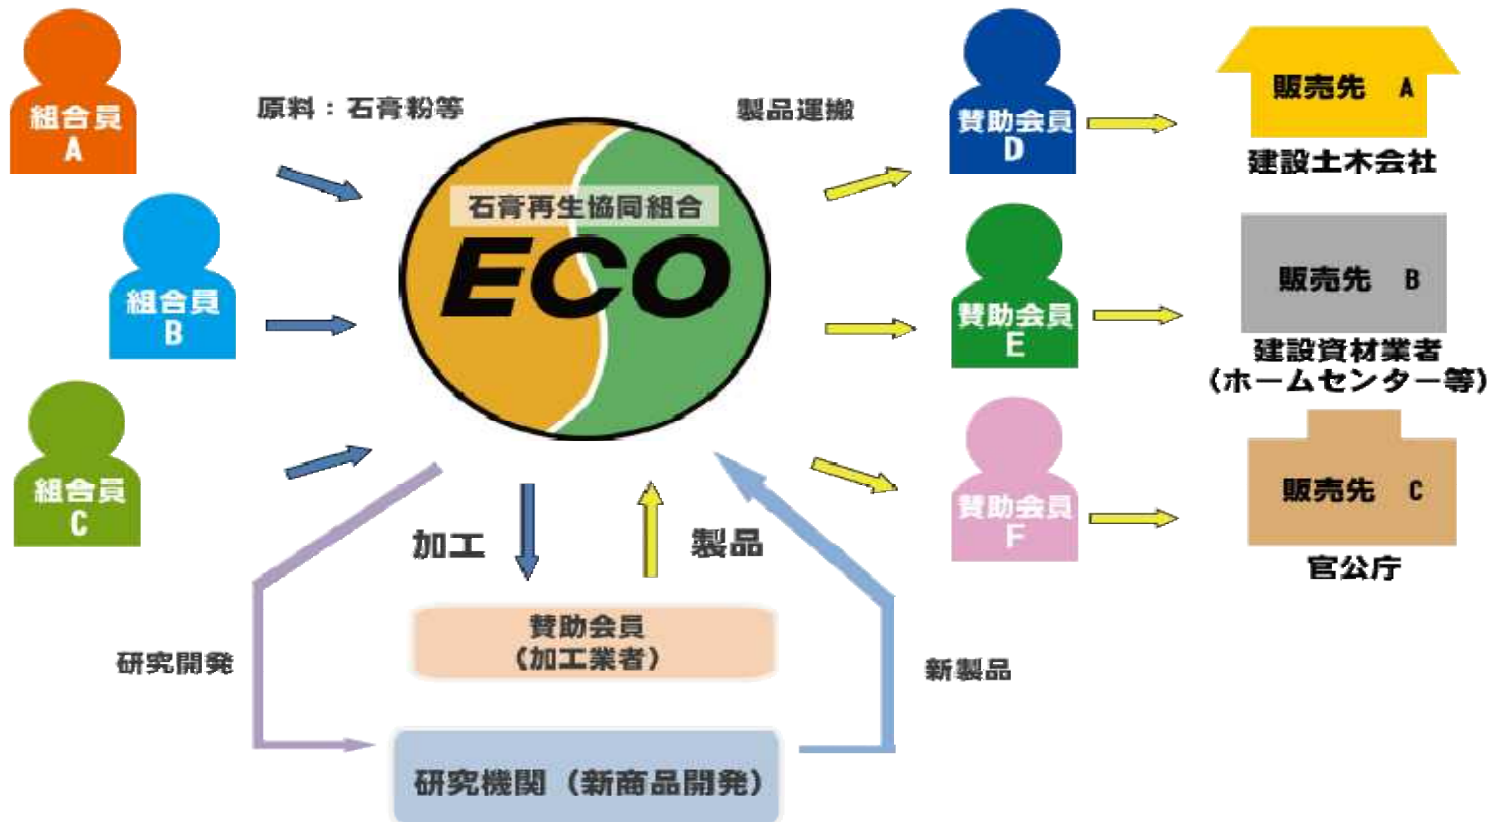 組合員
A
原料：石膏粉等
製品運搬
賛助会員
D
販売先 A
建設土木会社
石膏再生協同組合
ECO
組合員
B
賛助会員
E
販売先 B
建設資材業者
（ホームセンター等）
組合員
C
賛助会員
F
販売先 C
官公庁
加工
製品
賛助会員
（加工業者）
研究開発
新製品
研究機関（新商品開発）